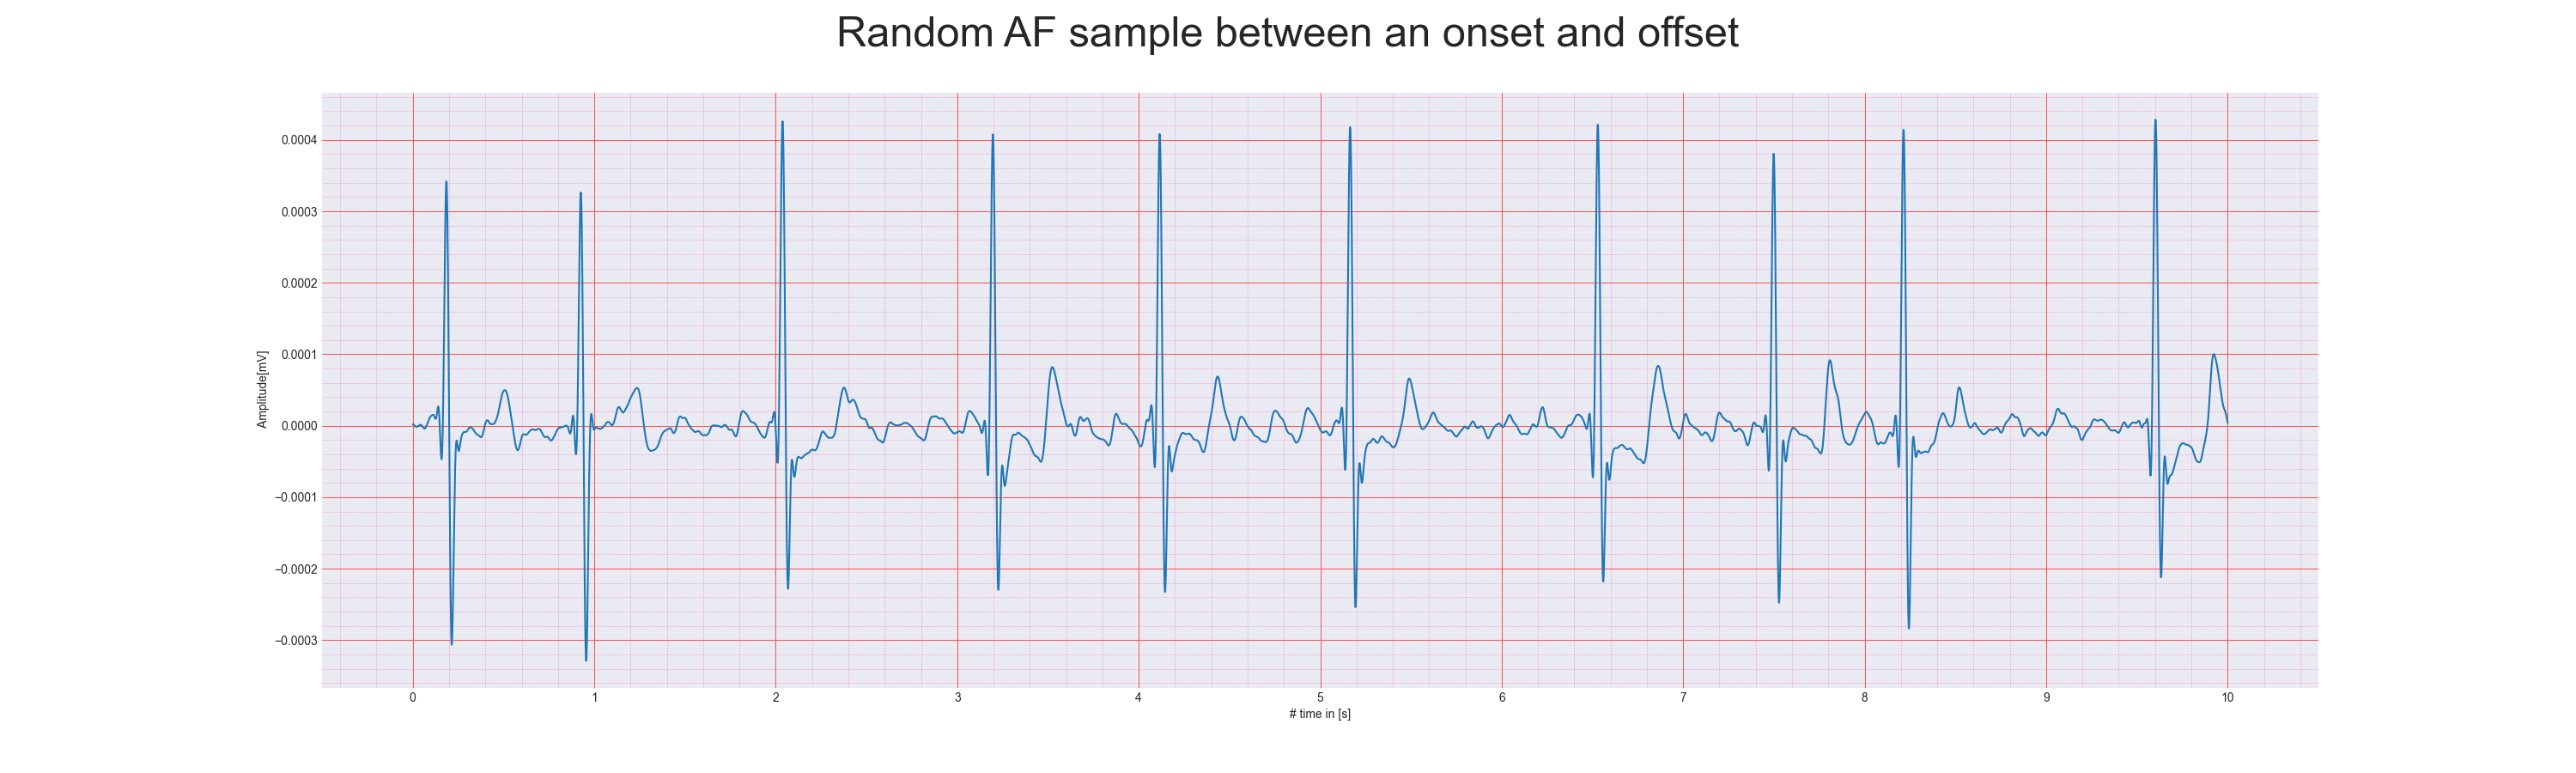 Random AF sample between an onset and offset
Amplitude[mV]
0.0004
0.0003
0.0002
0.0001
0.0000
−0.0001
−0.0002
−0.0003
0 1 2 3 4 5 6 7 8 9 10
# time in [s]